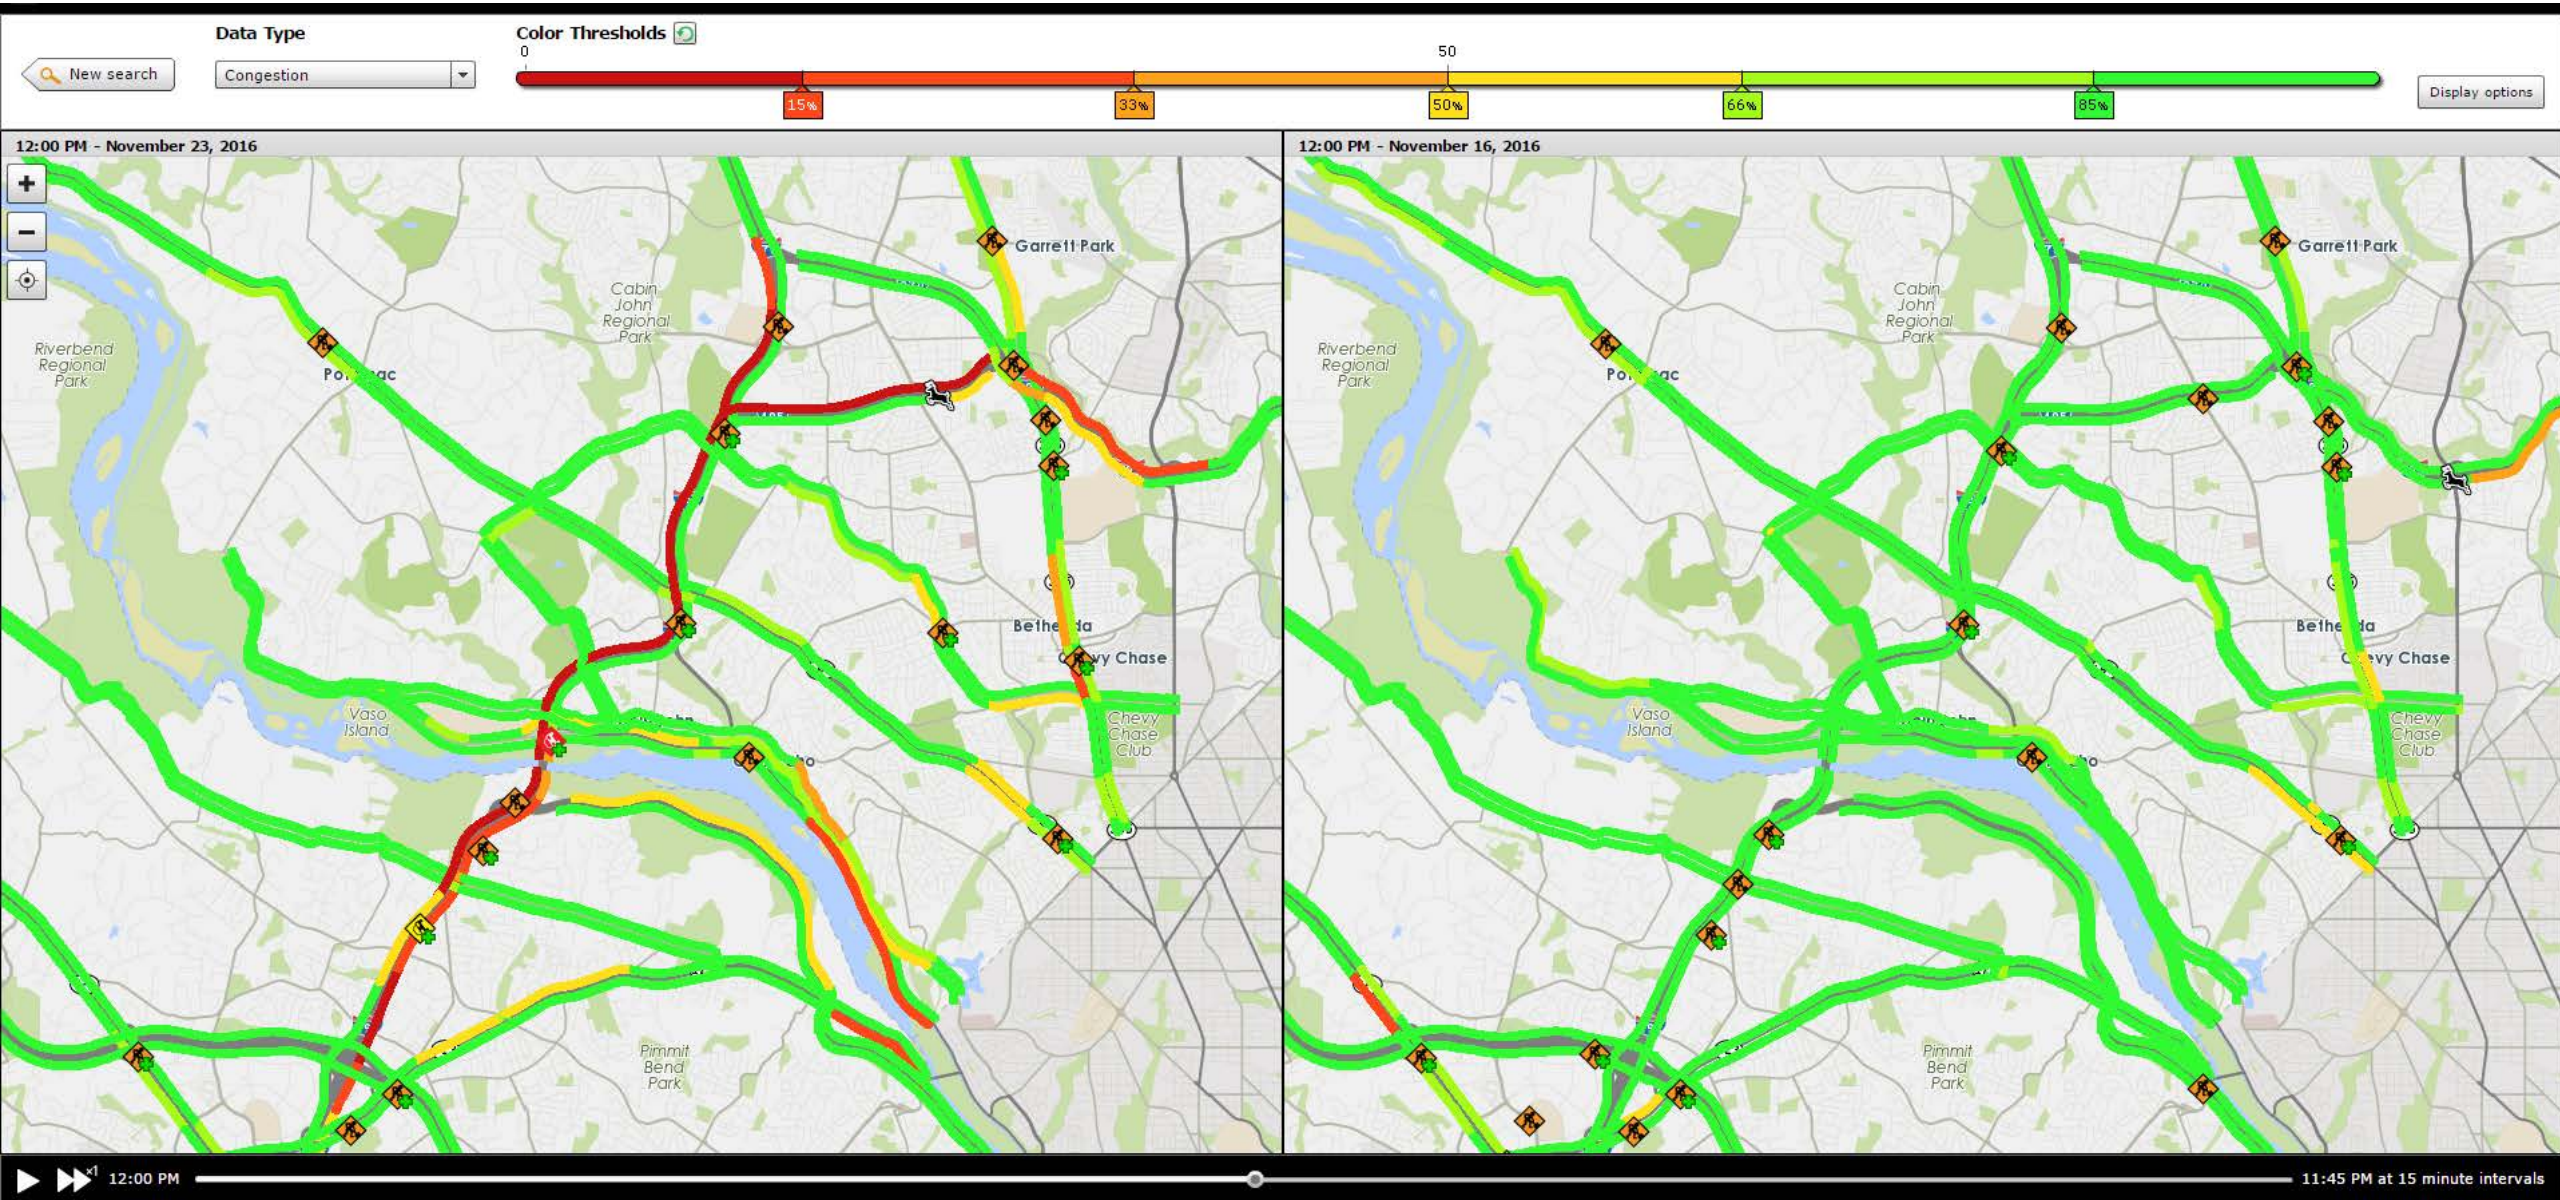 Data Type
Color Thresholds
0
50
New search
Congestion
15%
33%
50%
66%
85%
Display options
12:00 PM - November 23, 2016
12:00 PM - November 16, 2016
+
−
Garrett Park
Cabin
John
Regional
Park
Riverbend
Regional
Park
Bethesda
Chevy Chase
Vaso
Island
Chevy
Chase
Club
Pimmit
Bend
Park
Garrett Park
Cabin
John
Regional
Park
Riverbend
Regional
Park
Bethesda
Chevy Chase
Vaso
Island
Chevy
Chase
Club
Pimmit
Bend
Park
x1
12:00 PM
11:45 PM at 15 minute intervals